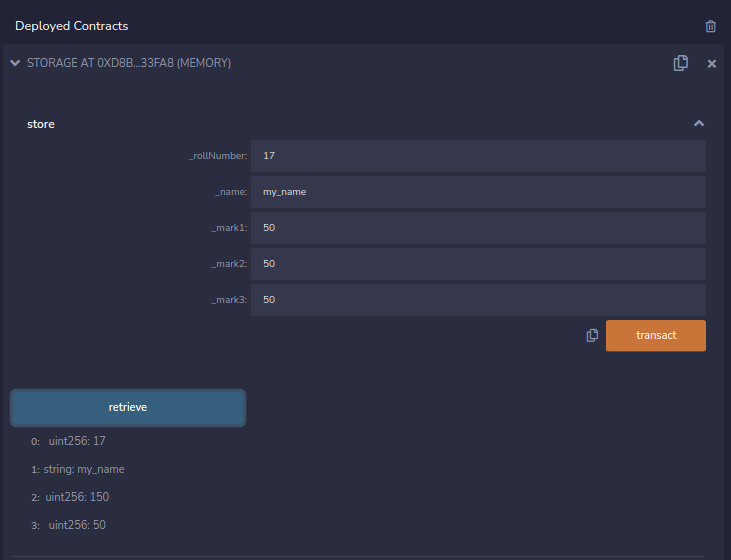 Deployed Contracts
STORAGE AT 0XD8B...33FA8 (MEMORY)
store
_rollNumber: 17
_name: my_name
_mark1: 50
_mark2: 50
_mark3: 50
transact
retrieve
0: uint256: 17
1: string: my_name
2: uint256: 150
3: uint256: 50